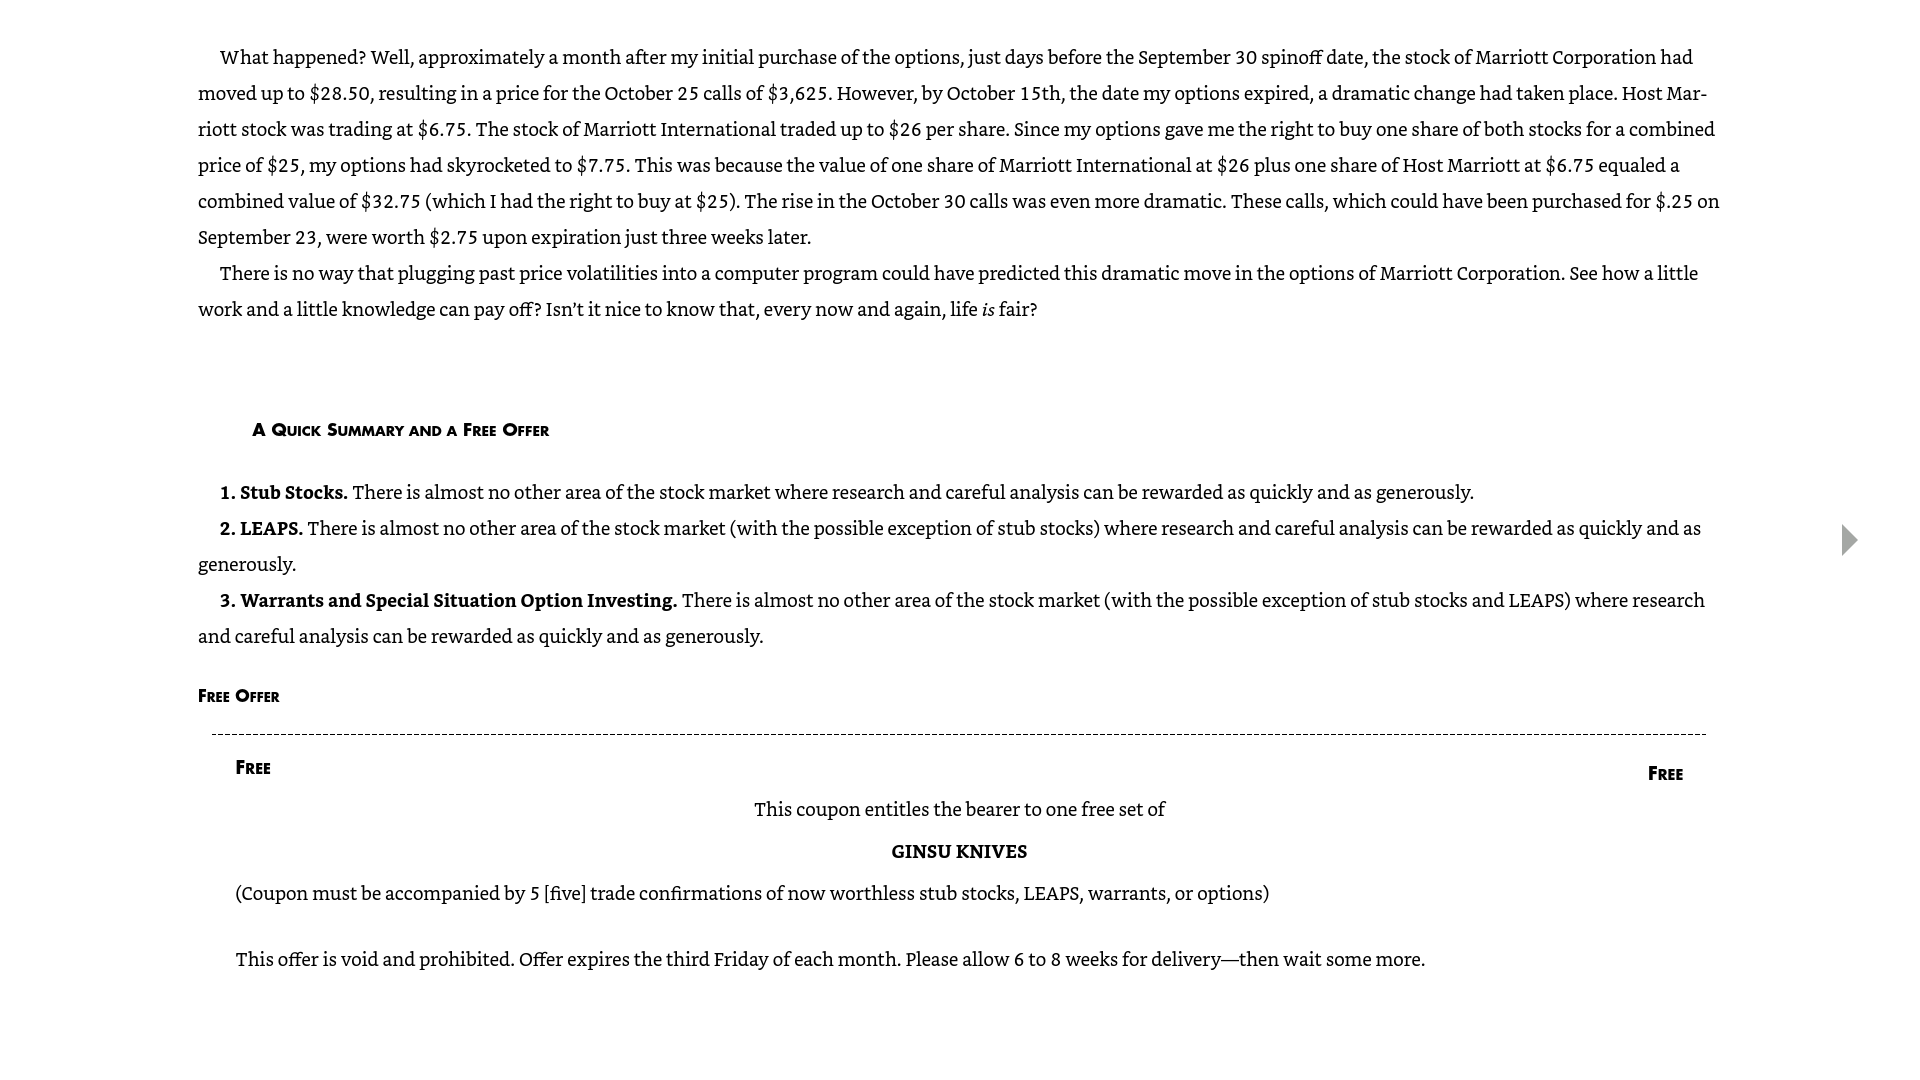 What happened? Well, approximately a month after my initial purchase of the options, just days before the September 30 spinoff date, the stock of Marriott Corporation had
moved up to $28.50, resulting in a price for the October 25 calls of $3,625. However, by October 15th, the date my options expired, a dramatic change had taken place. Host Mar-
riott stock was trading at $6.75. The stock of Marriott International traded up to $26 per share. Since my options gave me the right to buy one share of both stocks for a combined
price of $25, my options had skyrocketed to $7.75. This was because the value of one share of Marriott International at $26 plus one share of Host Marriott at $6.75 equaled a
combined value of $32.75 (which I had the right to buy at $25). The rise in the October 30 calls was even more dramatic. These calls, which could have been purchased for $.25 on
September 23, were worth $2.75 upon expiration just three weeks later.
There is no way that plugging past price volatilities into a computer program could have predicted this dramatic move in the options of Marriott Corporation. See how a little
work and a little knowledge can pay off? Isn't it nice to know that, every now and again, life is fair?
A Quick Summary and a Free Offer
1. Stub Stocks. There is almost no other area of the stock market where research and careful analysis can be rewarded as quickly and as generously.
2. LEAPS. There is almost no other area of the stock market (with the possible exception of stub stocks) where research and careful analysis can be rewarded as quickly and as
generously.
3. Warrants and Special Situation Option Investing. There is almost no other area of the stock market (with the possible exception of stub stocks and LEAPS) where research
and careful analysis can be rewarded as quickly and as generously.
Free Offer
Free
Free
This coupon entitles the bearer to one free set of
GINSU KNIVES
(Coupon must be accompanied by 5 [five] trade confirmations of now worthless stub stocks, LEAPS, warrants, or options)
This offer is void and prohibited. Offer expires the third Friday of each month. Please allow 6 to 8 weeks for delivery—then wait some more.